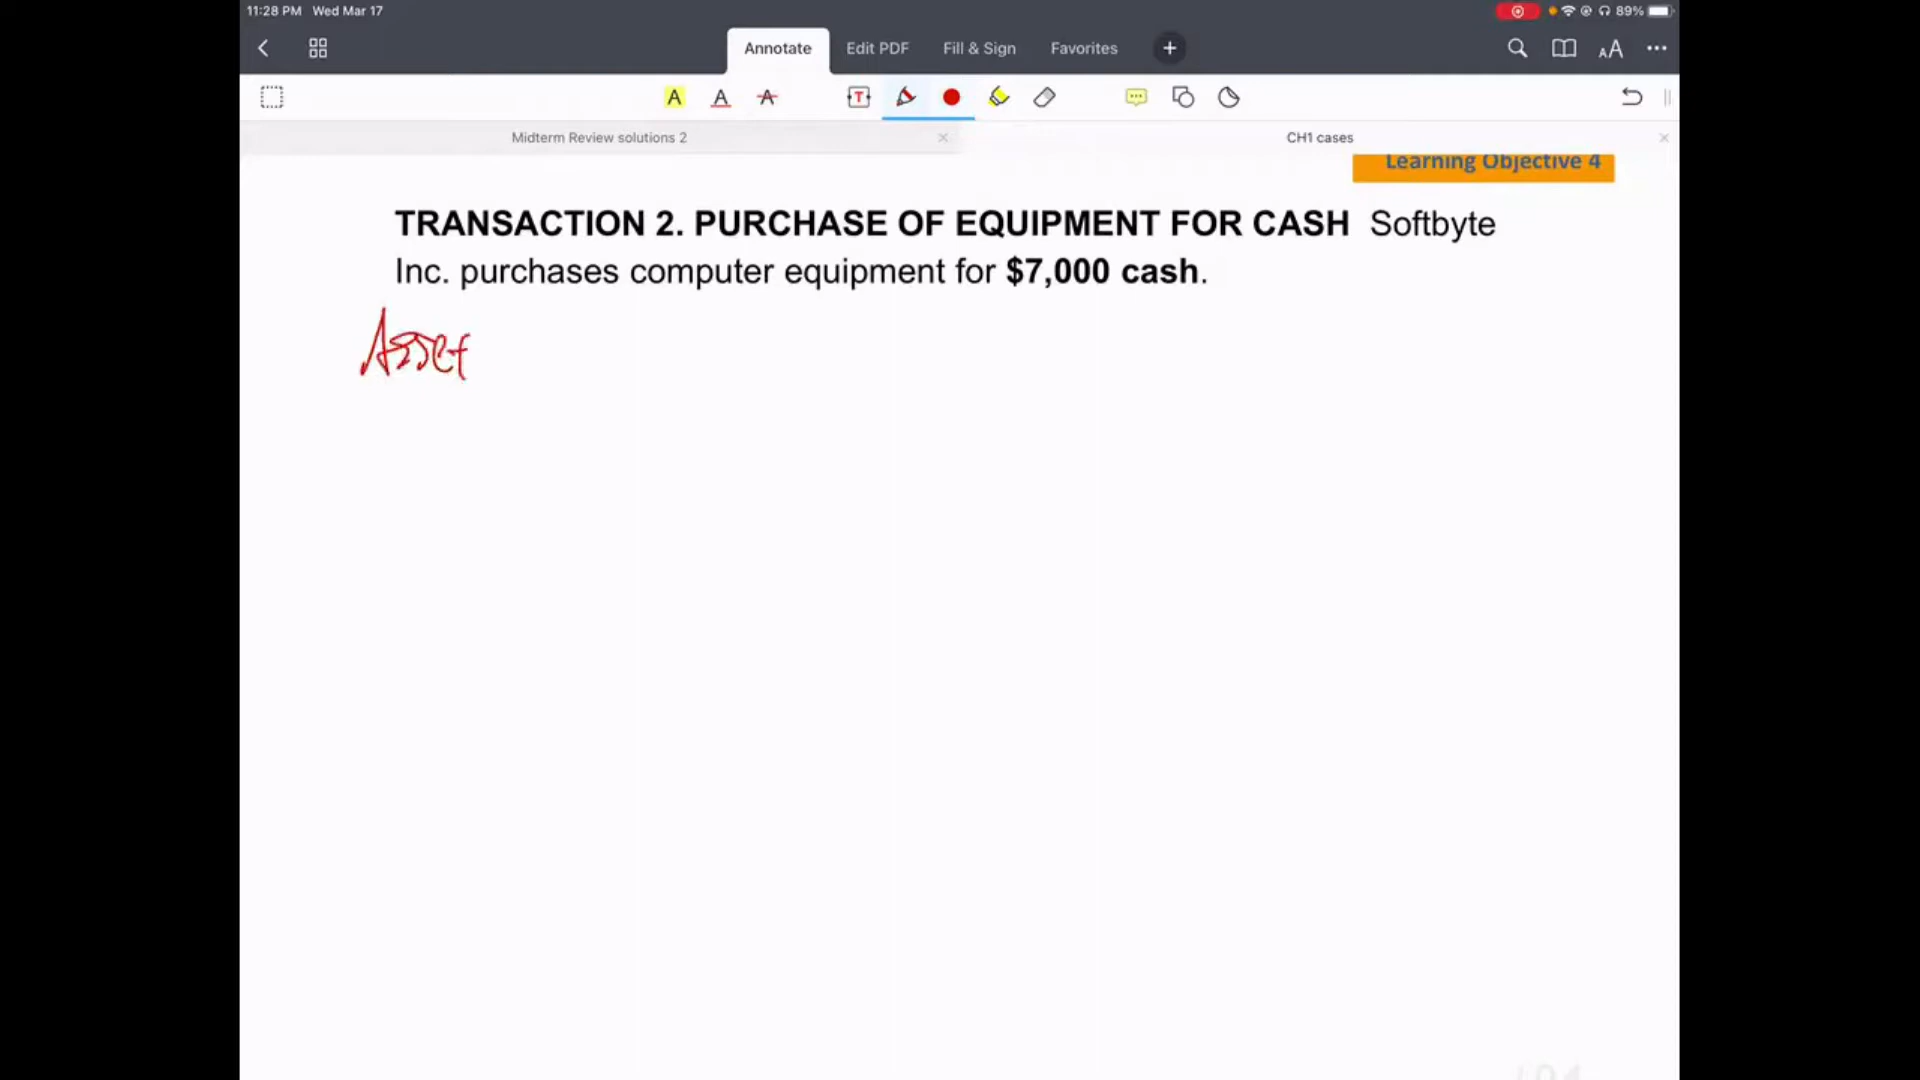 11:28 PM Wed Mar 17
89%
Annotate Edit PDF Fill & Sign Favorites
Midterm Review solutions 2
CH1 cases
Learning Objective 4
TRANSACTION 2. PURCHASE OF EQUIPMENT FOR CASH Softbyte
Inc. purchases computer equipment for $7,000 cash.
Asset